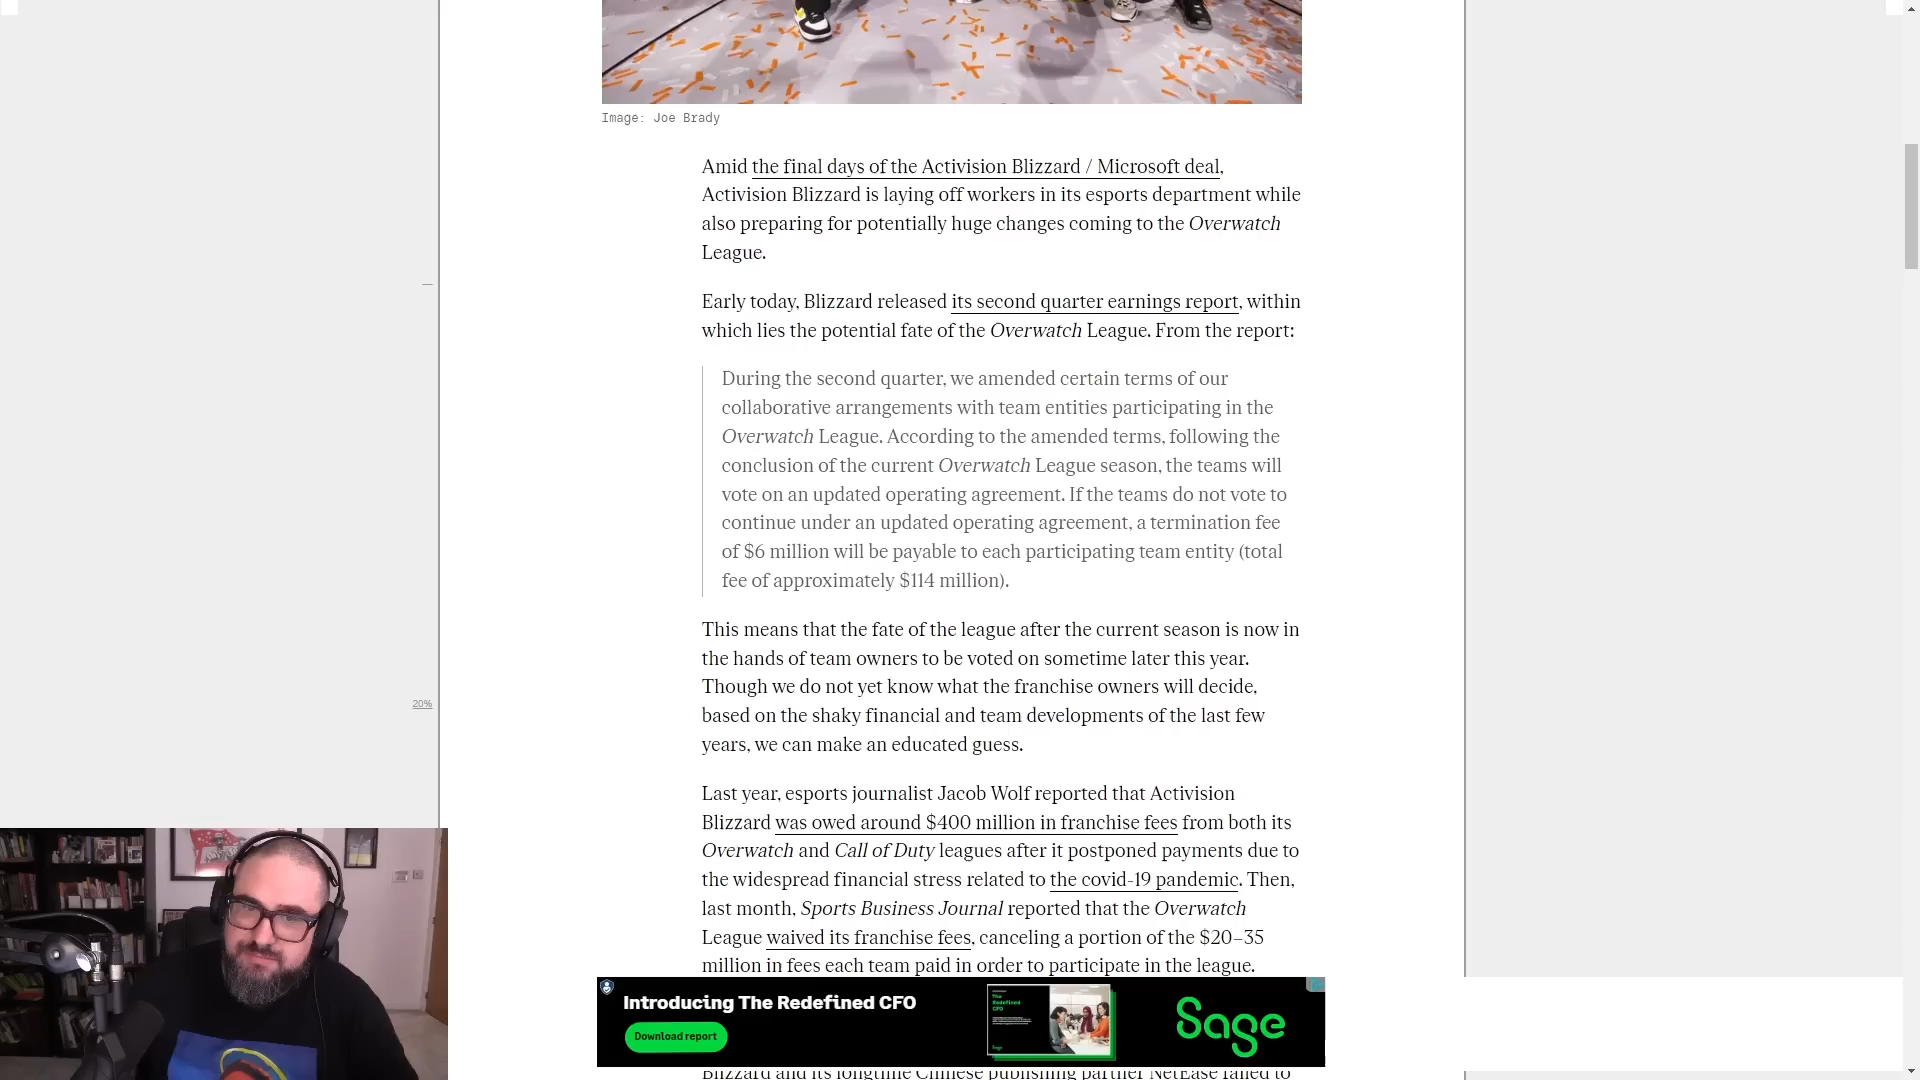 Image: Joe Brady
Amid the final days of the Activision Blizzard / Microsoft deal,
Activision Blizzard is laying off workers in its esports department while
also preparing for potentially huge changes coming to the Overwatch
League.
Early today, Blizzard released its second quarter earnings report, within
which lies the potential fate of the Overwatch League. From the report:
During the second quarter, we amended certain terms of our
collaborative arrangements with team entities participating in the
Overwatch League. According to the amended terms, following the
conclusion of the current Overwatch League season, the teams will
vote on an updated operating agreement. If the teams do not vote to
continue under an updated operating agreement, a termination fee
of $6 million will be payable to each participating team entity (total
fee of approximately $114 million).
This means that the fate of the league after the current season is now in
the hands of team owners to be voted on sometime later this year.
20%
Though we do not yet know what the franchise owners will decide,
based on the shaky financial and team developments of the last few
years, we can make an educated guess.
Last year, esports journalist Jacob Wolf reported that Activision
Blizzard was owed around $400 million in franchise fees from both its
Overwatch and Call of Duty leagues after it postponed payments due to
the widespread financial stress related to the covid-19 pandemic. Then,
last month, Sports Business Journal reported that the Overwatch
League waived its franchise fees, canceling a portion of the $20–35
million in fees each team paid in order to participate in the league.
Introducing The Redefined CFO
Download report
The
Redefined
CFO
Sage
Blizzard and its longtime Chinese publishing partner NetEase failed to